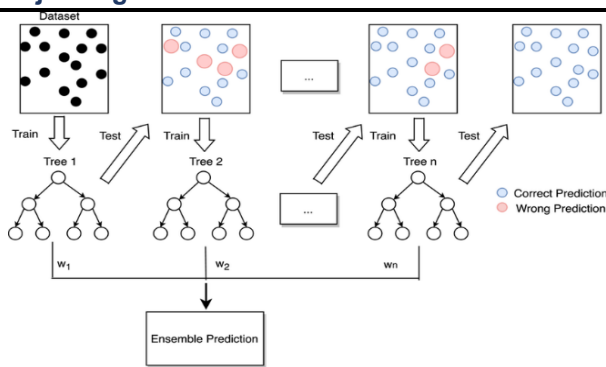 Dataset
...
Train
Test
Train
Test
Train
Test
Tree 1
Tree 2
Tree n
...
Correct Prediction
Wrong Prediction
w1
w2
wn
Ensemble Prediction